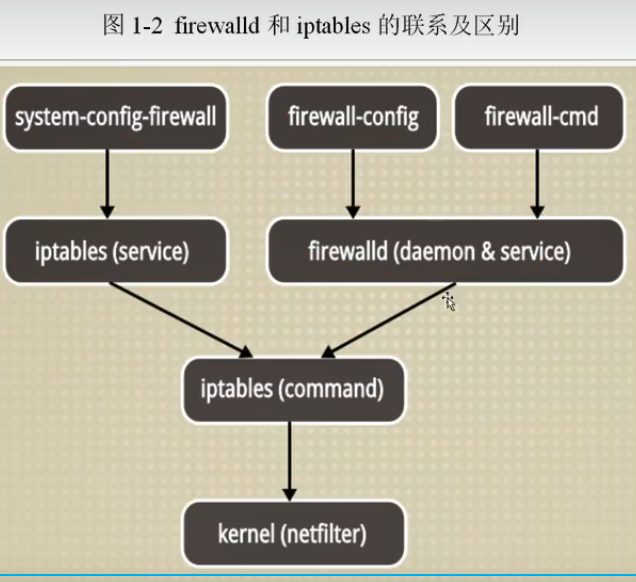 图 1-2 firewalld 和 iptables 的联系及区别
system-config-firewall
firewall-config
firewall-cmd
iptables (service)
firewalld (daemon & service)
iptables (command)
kernel (netfilter)